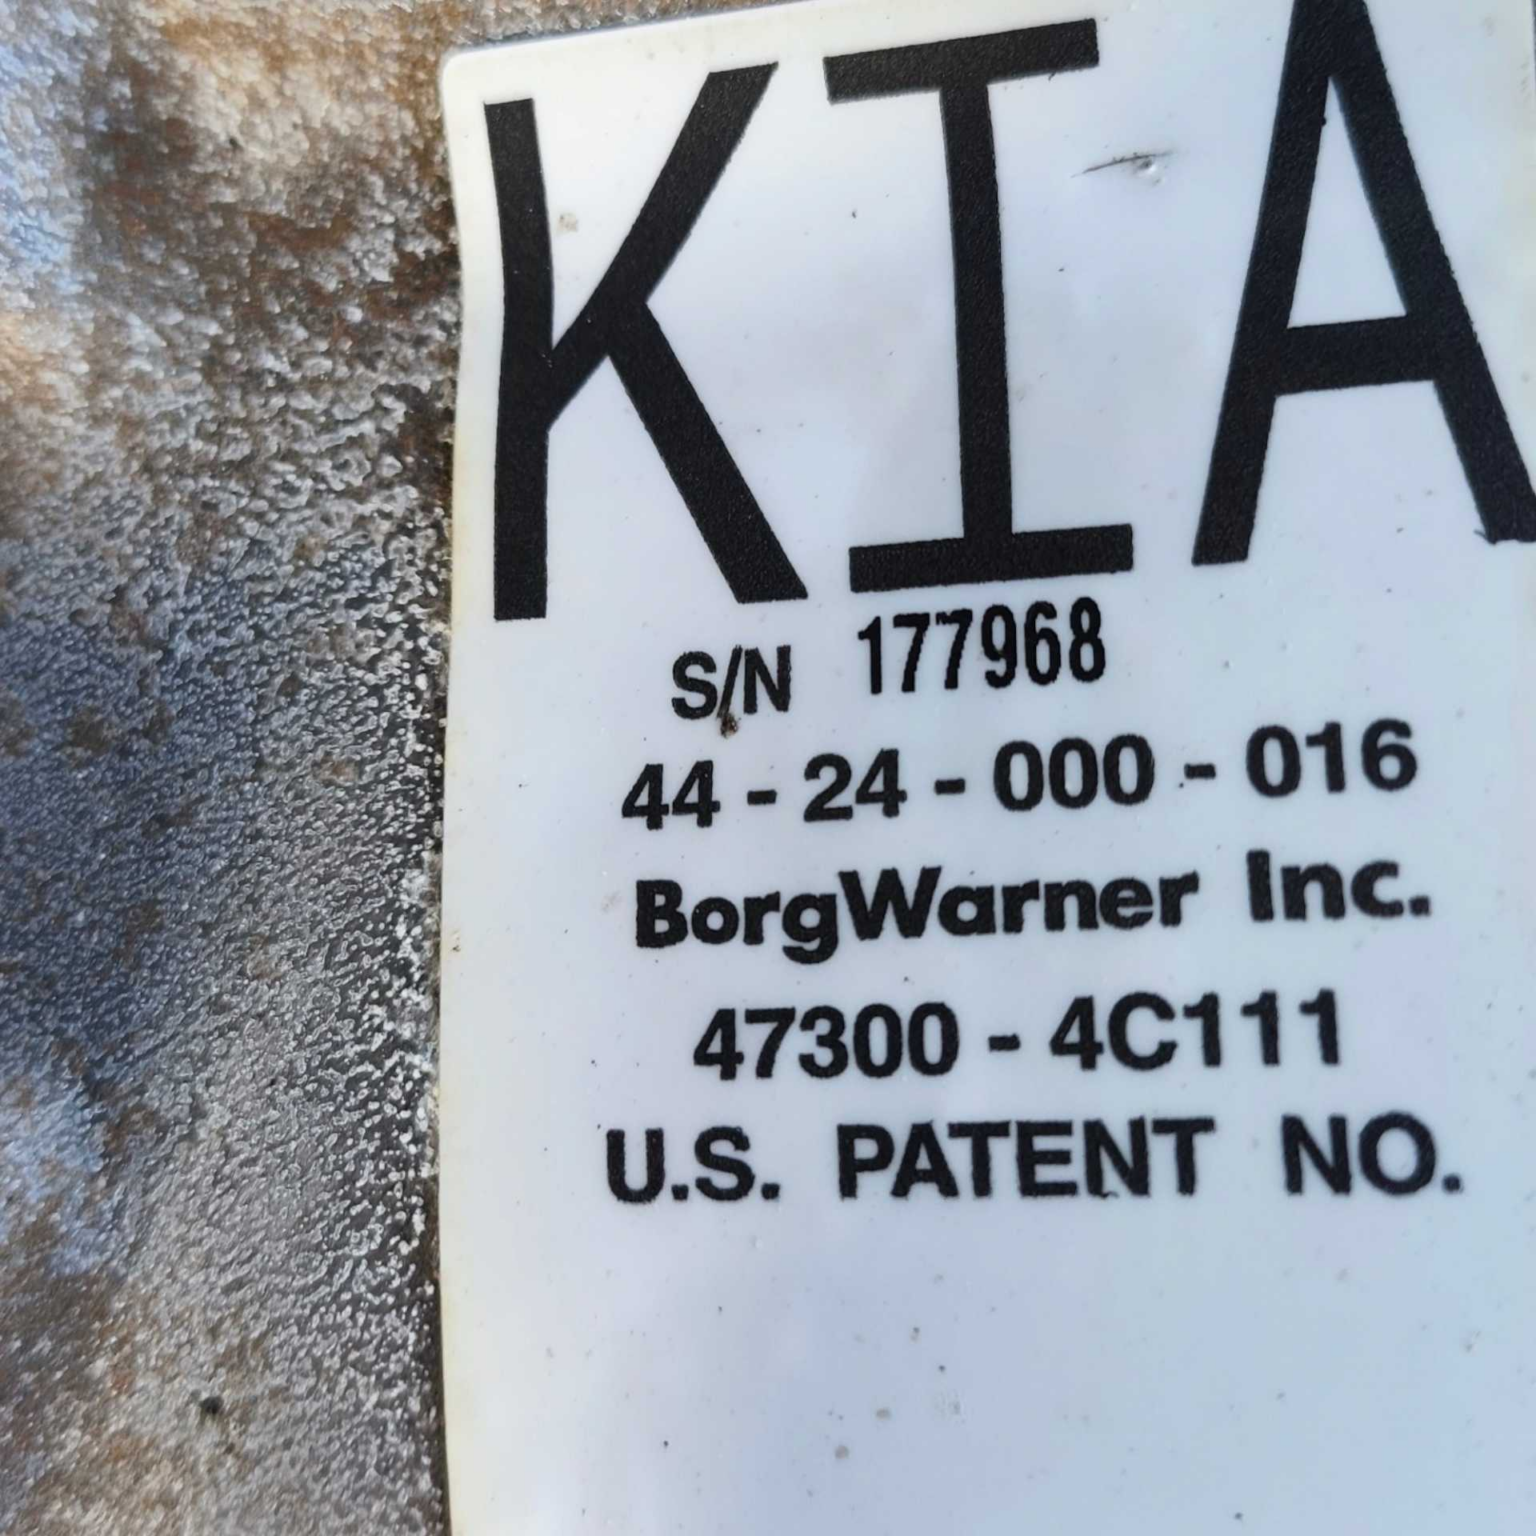 KIA
S/N 177968
44 - 24 - 000 - 016
BorgWarner Inc.
47300 - 4C111
U.S. PATENT NO.